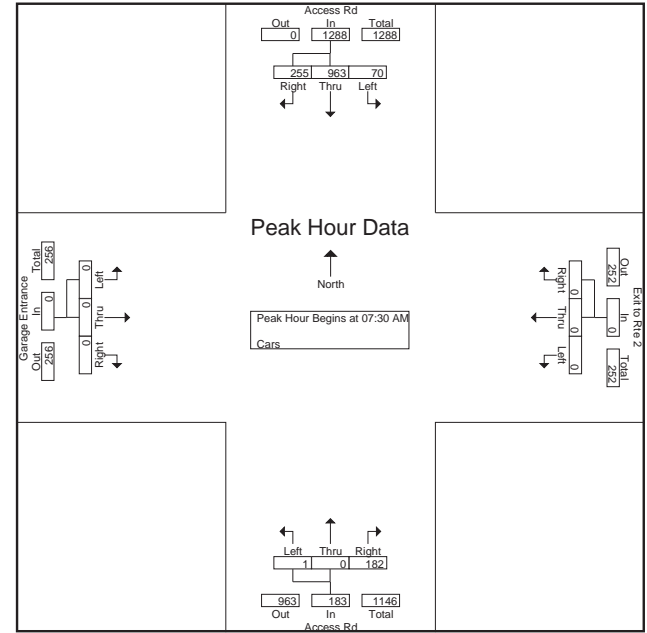 Access Rd
Out In Total
0 1288 1288
255 963 70
Right Thru Left
Peak Hour Data
North
Peak Hour Begins at 07:30 AM
Cars
Garage Entrance
Total In Out
256 0 256
0 0 0
Left Thru Right
Exit to Rte 2
Out In Total
252 0 252
0 0 0
Right Thru Left
Left Thru Right
1 0 182
963 183 1146
Out In Total
Access Rd